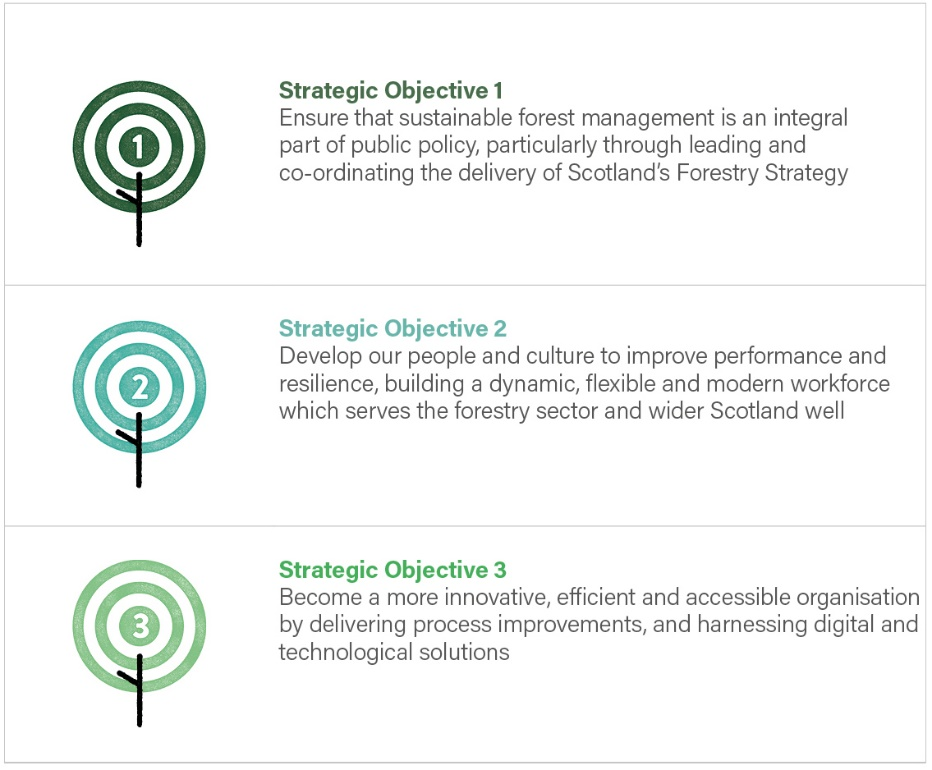 1
Strategic Objective 1
Ensure that sustainable forest management is an integral
part of public policy, particularly through leading and
co-ordinating the delivery of Scotland’s Forestry Strategy
2
Strategic Objective 2
Develop our people and culture to improve performance and
resilience, building a dynamic, flexible and modern workforce
which serves the forestry sector and wider Scotland well
3
Strategic Objective 3
Become a more innovative, efficient and accessible organisation
by delivering process improvements, and harnessing digital and
technological solutions